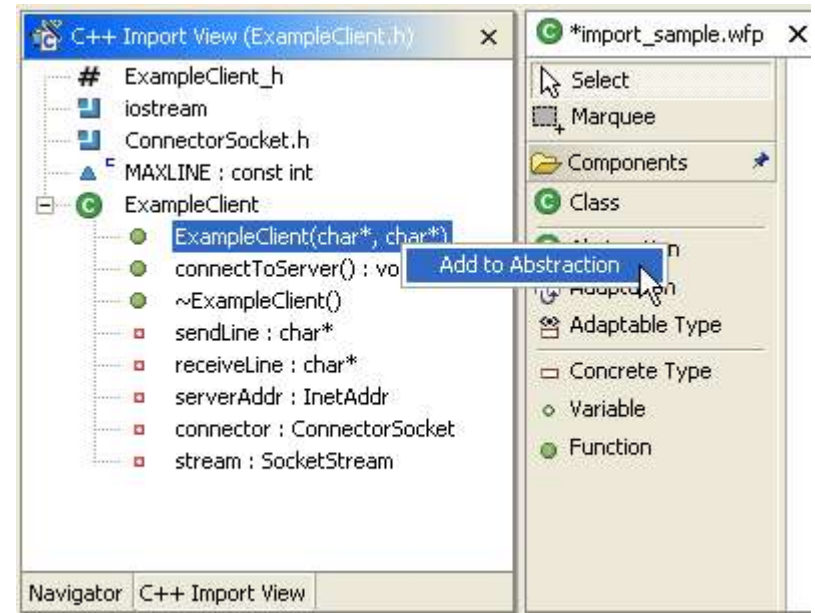 C++ Import View (ExampleClient.h)
# ExampleClient_h
iostream
ConnectorSocket.h
C MAXLINE : const int
C ExampleClient
ExampleClient(char*, char*)
connectToServer() : vo
~ExampleClient()
sendLine : char*
receiveLine : char*
serverAddr : InetAddr
connector : ConnectorSocket
stream : SocketStream
Navigator
C++ Import View
Add to Abstraction
C *import_sample.wfp
Select
Marquee
Components
C Class
Adaptable Type
Concrete Type
Variable
Function